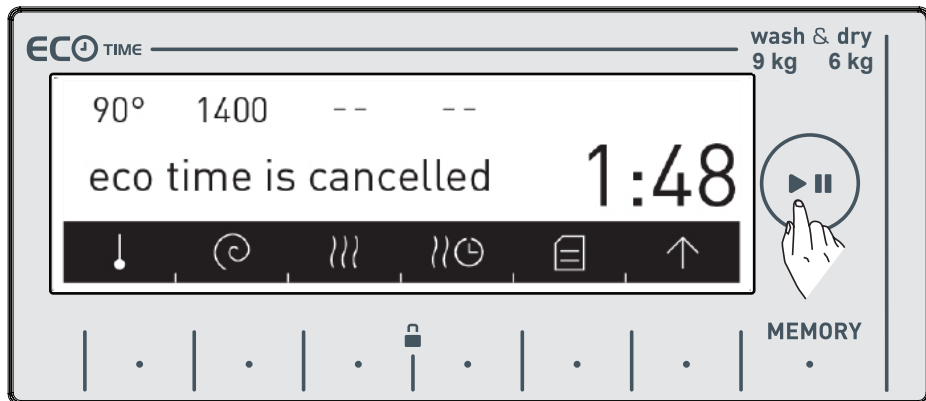 ECO TIME
wash & dry
9 kg 6 kg
90° 1400 -- --
eco time is cancelled 1:48
MEMORY